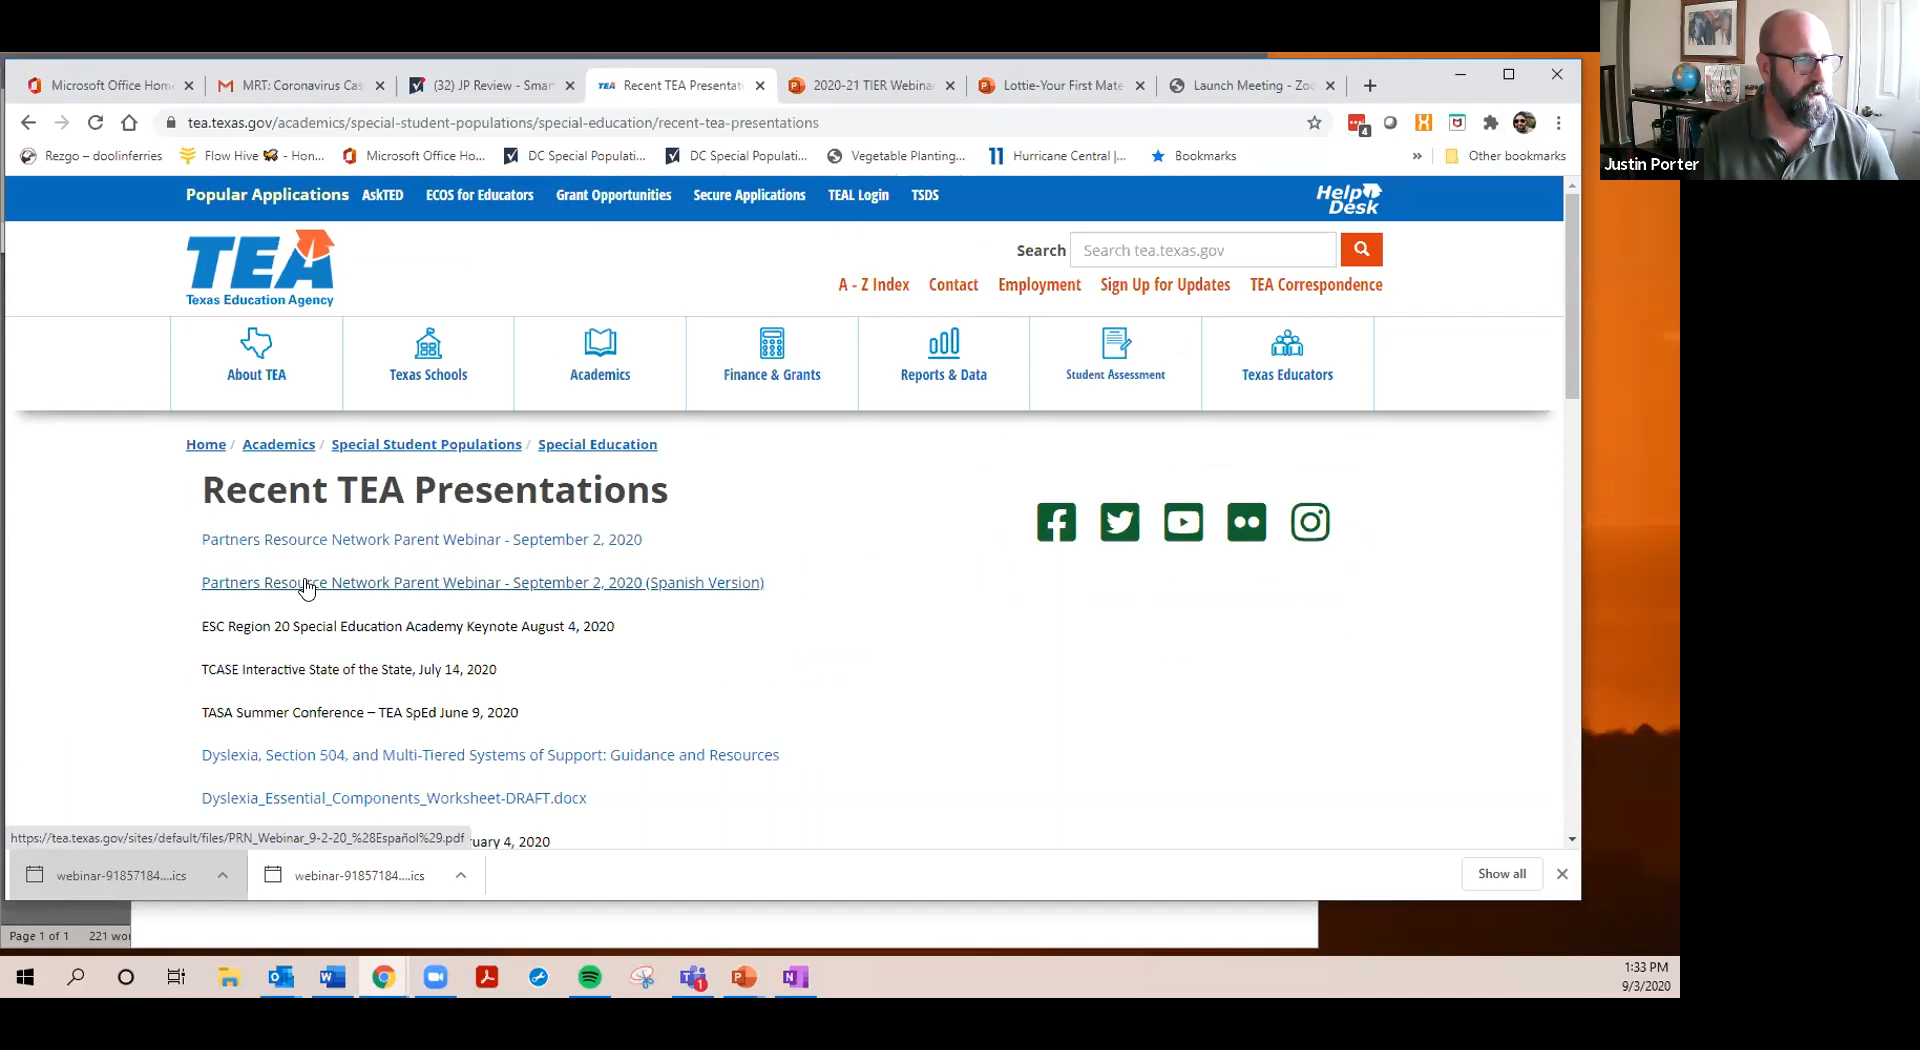 Microsoft Office Hom
MRT: Coronavirus Cas
(32) JP Review - Smar
TEA Recent TEA Presentat
2020-21 TIER Webina
Lottie-Your First Mate
Launch Meeting - Zoo
tea.texas.gov/academics/special-student-populations/special-education/recent-tea-presentations
4
Rezgo – doolinferries
Flow Hive - Hon...
Microsoft Office Ho...
DC Special Populati...
DC Special Populati...
Vegetable Planting...
11 Hurricane Central |...
Bookmarks
»
Other bookmarks
Justin Porter
Popular Applications AskTED ECOS for Educators Grant Opportunities Secure Applications TEAL Login TSDS
Help
Desk
TEA
Texas Education Agency
Search Search tea.texas.gov
A - Z Index Contact Employment Sign Up for Updates TEA Correspondence
About TEA Texas Schools Academics Finance & Grants Reports & Data Student Assessment Texas Educators
Home / Academics / Special Student Populations / Special Education
Recent TEA Presentations
Partners Resource Network Parent Webinar - September 2, 2020
Partners Resource Network Parent Webinar - September 2, 2020 (Spanish Version)
ESC Region 20 Special Education Academy Keynote August 4, 2020
TCASE Interactive State of the State, July 14, 2020
TASA Summer Conference – TEA SpEd June 9, 2020
Dyslexia, Section 504, and Multi-Tiered Systems of Support: Guidance and Resources
Dyslexia_Essential_Components_Worksheet-DRAFT.docx
https://tea.texas.gov/sites/default/files/PRN_Webinar_9-2-20_%28Español%29.pdf
ruary 4, 2020
webinar-91857184....ics
webinar-91857184....ics
Show all
Page 1 of 1 221 wo
1:33 PM
9/3/2020